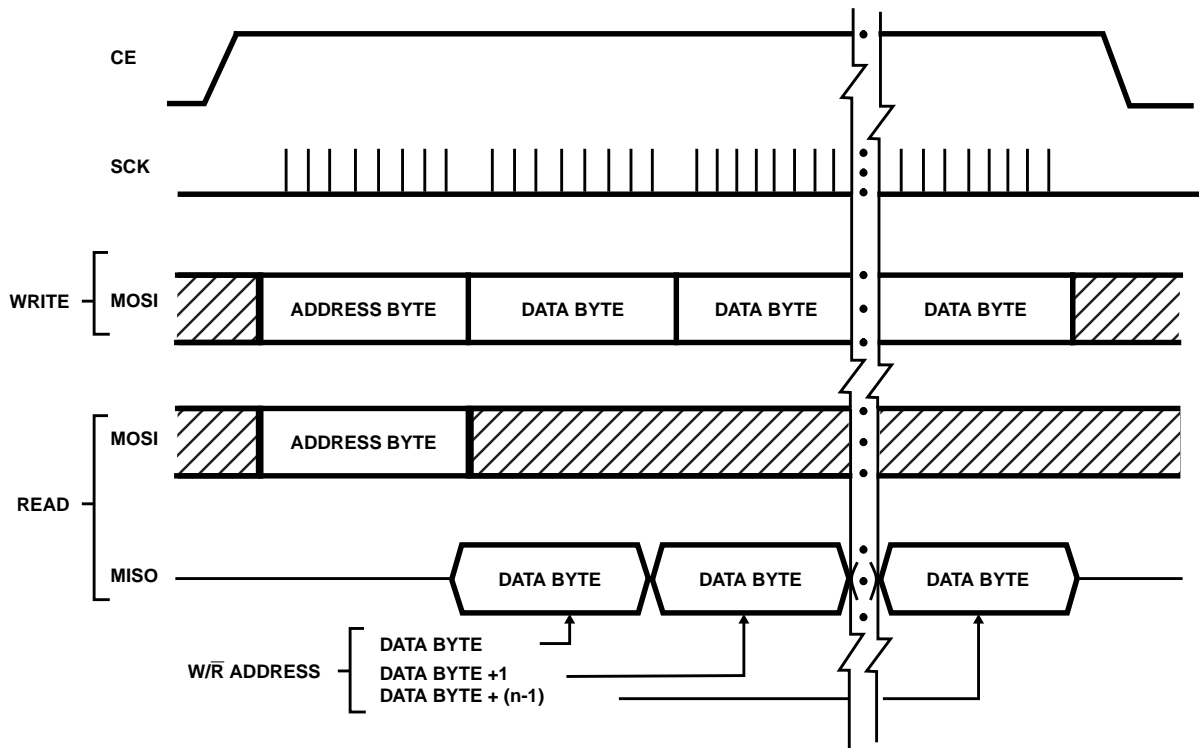 CE
SCK
WRITE
MOSI
ADDRESS BYTE
DATA BYTE
DATA BYTE
DATA BYTE
READ
MOSI
ADDRESS BYTE
MISO
DATA BYTE
DATA BYTE
DATA BYTE
W/R̅ ADDRESS
DATA BYTE
DATA BYTE +1
DATA BYTE + (n-1)